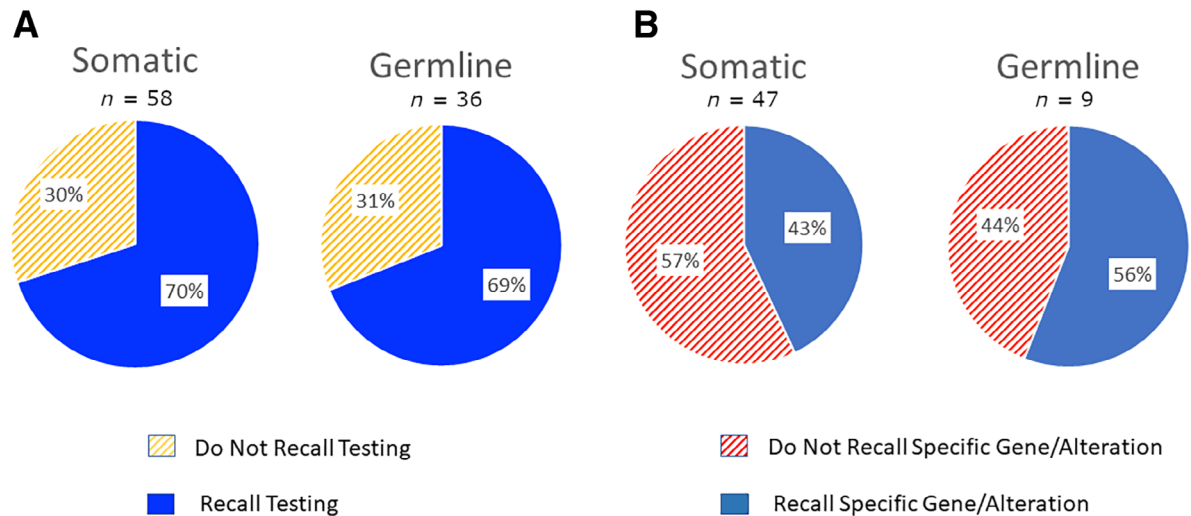 A
Somatic
n = 58
30%
70%
Germline
n = 36
31%
69%
Do Not Recall Testing
Recall Testing
B
Somatic
n = 47
43%
57%
Germline
n = 9
44%
56%
Do Not Recall Specific Gene/Alteration
Recall Specific Gene/Alteration